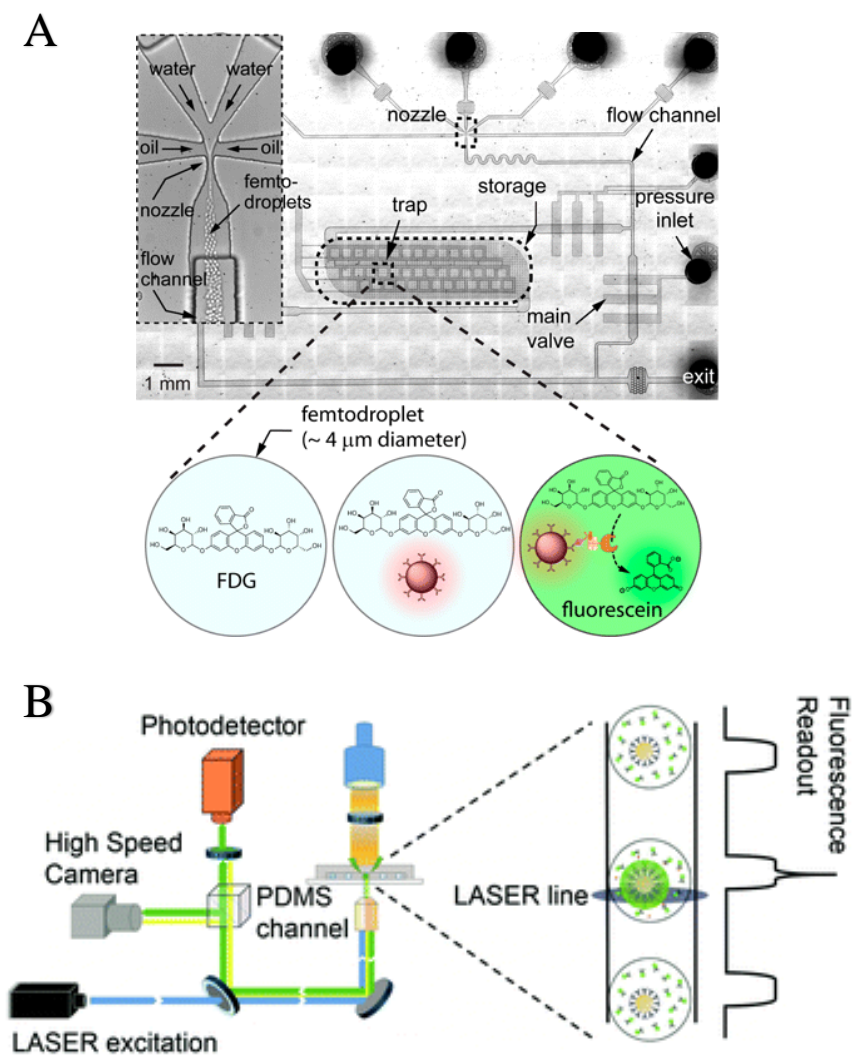 A
water water
nozzle
flow channel
oil oil
femto-
droplets
nozzle
storage
pressure
inlet
trap
flow
channel
main
valve
1 mm
exit
femtodroplet
(~ 4 μm diameter)
FDG
fluorescein
B
Photodetector
High Speed
Camera
PDMS
channel
LASER excitation
LASER line
Fluorescence
Readout